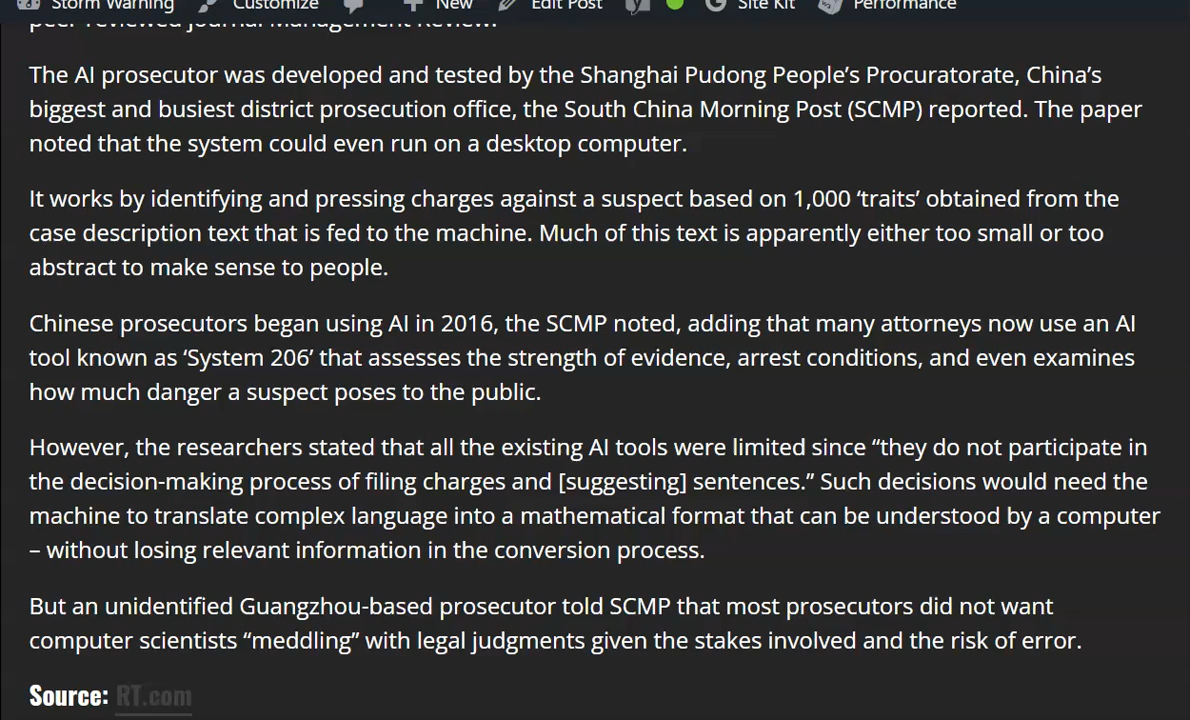 Storm Warning Customize New Edit Post Site Kit Performance
peer-reviewed journal Management Review.
The AI prosecutor was developed and tested by the Shanghai Pudong People’s Procuratorate, China’s
biggest and busiest district prosecution office, the South China Morning Post (SCMP) reported. The paper
noted that the system could even run on a desktop computer.
It works by identifying and pressing charges against a suspect based on 1,000 ‘traits’ obtained from the
case description text that is fed to the machine. Much of this text is apparently either too small or too
abstract to make sense to people.
Chinese prosecutors began using AI in 2016, the SCMP noted, adding that many attorneys now use an AI
tool known as ‘System 206’ that assesses the strength of evidence, arrest conditions, and even examines
how much danger a suspect poses to the public.
However, the researchers stated that all the existing AI tools were limited since “they do not participate in
the decision-making process of filing charges and [suggesting] sentences.” Such decisions would need the
machine to translate complex language into a mathematical format that can be understood by a computer
– without losing relevant information in the conversion process.
But an unidentified Guangzhou-based prosecutor told SCMP that most prosecutors did not want
computer scientists “meddling” with legal judgments given the stakes involved and the risk of error.
Source: RT.com